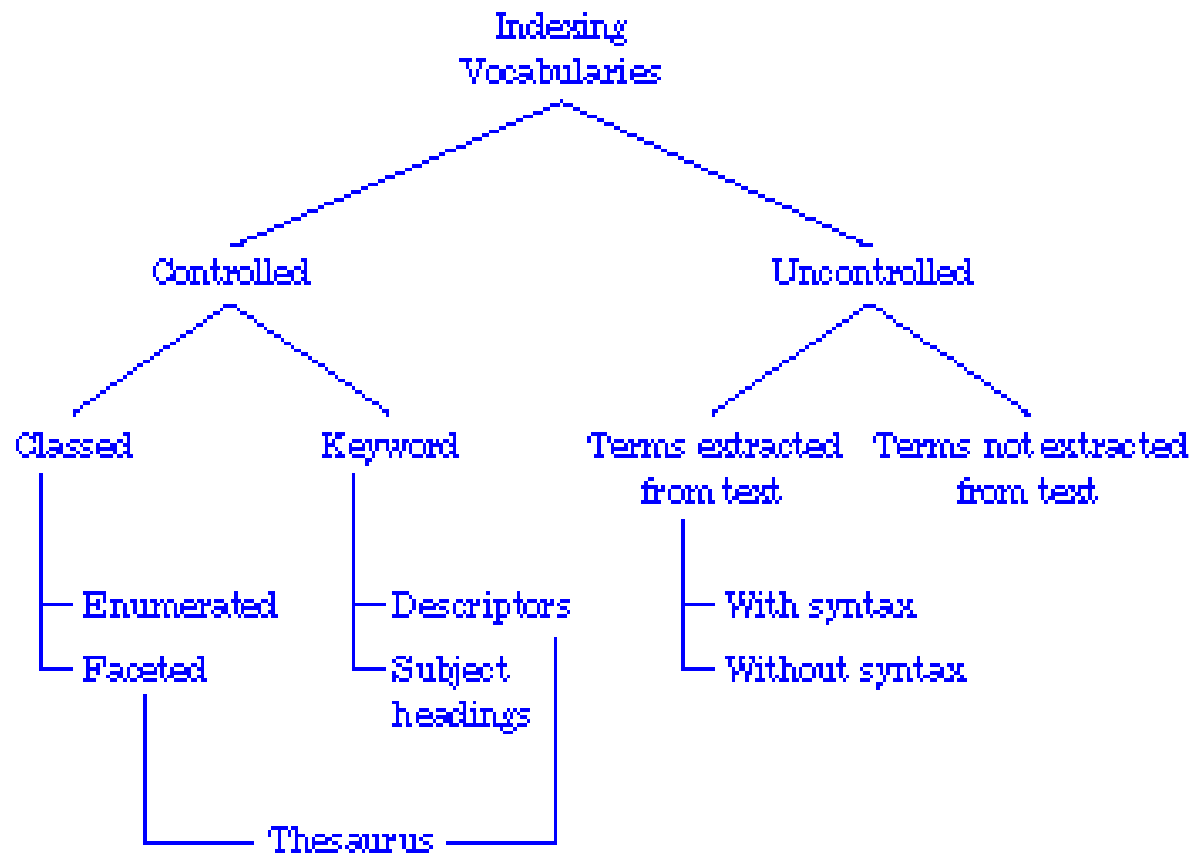 Indexing
Vocabularies
Controlled
Uncontrolled
Classed
Keyword
Terms extracted
from text
Terms not extracted
from text
Enumerated
Descriptors
With syntax
Faceted
Subject
headings
Without syntax
Thesaurus